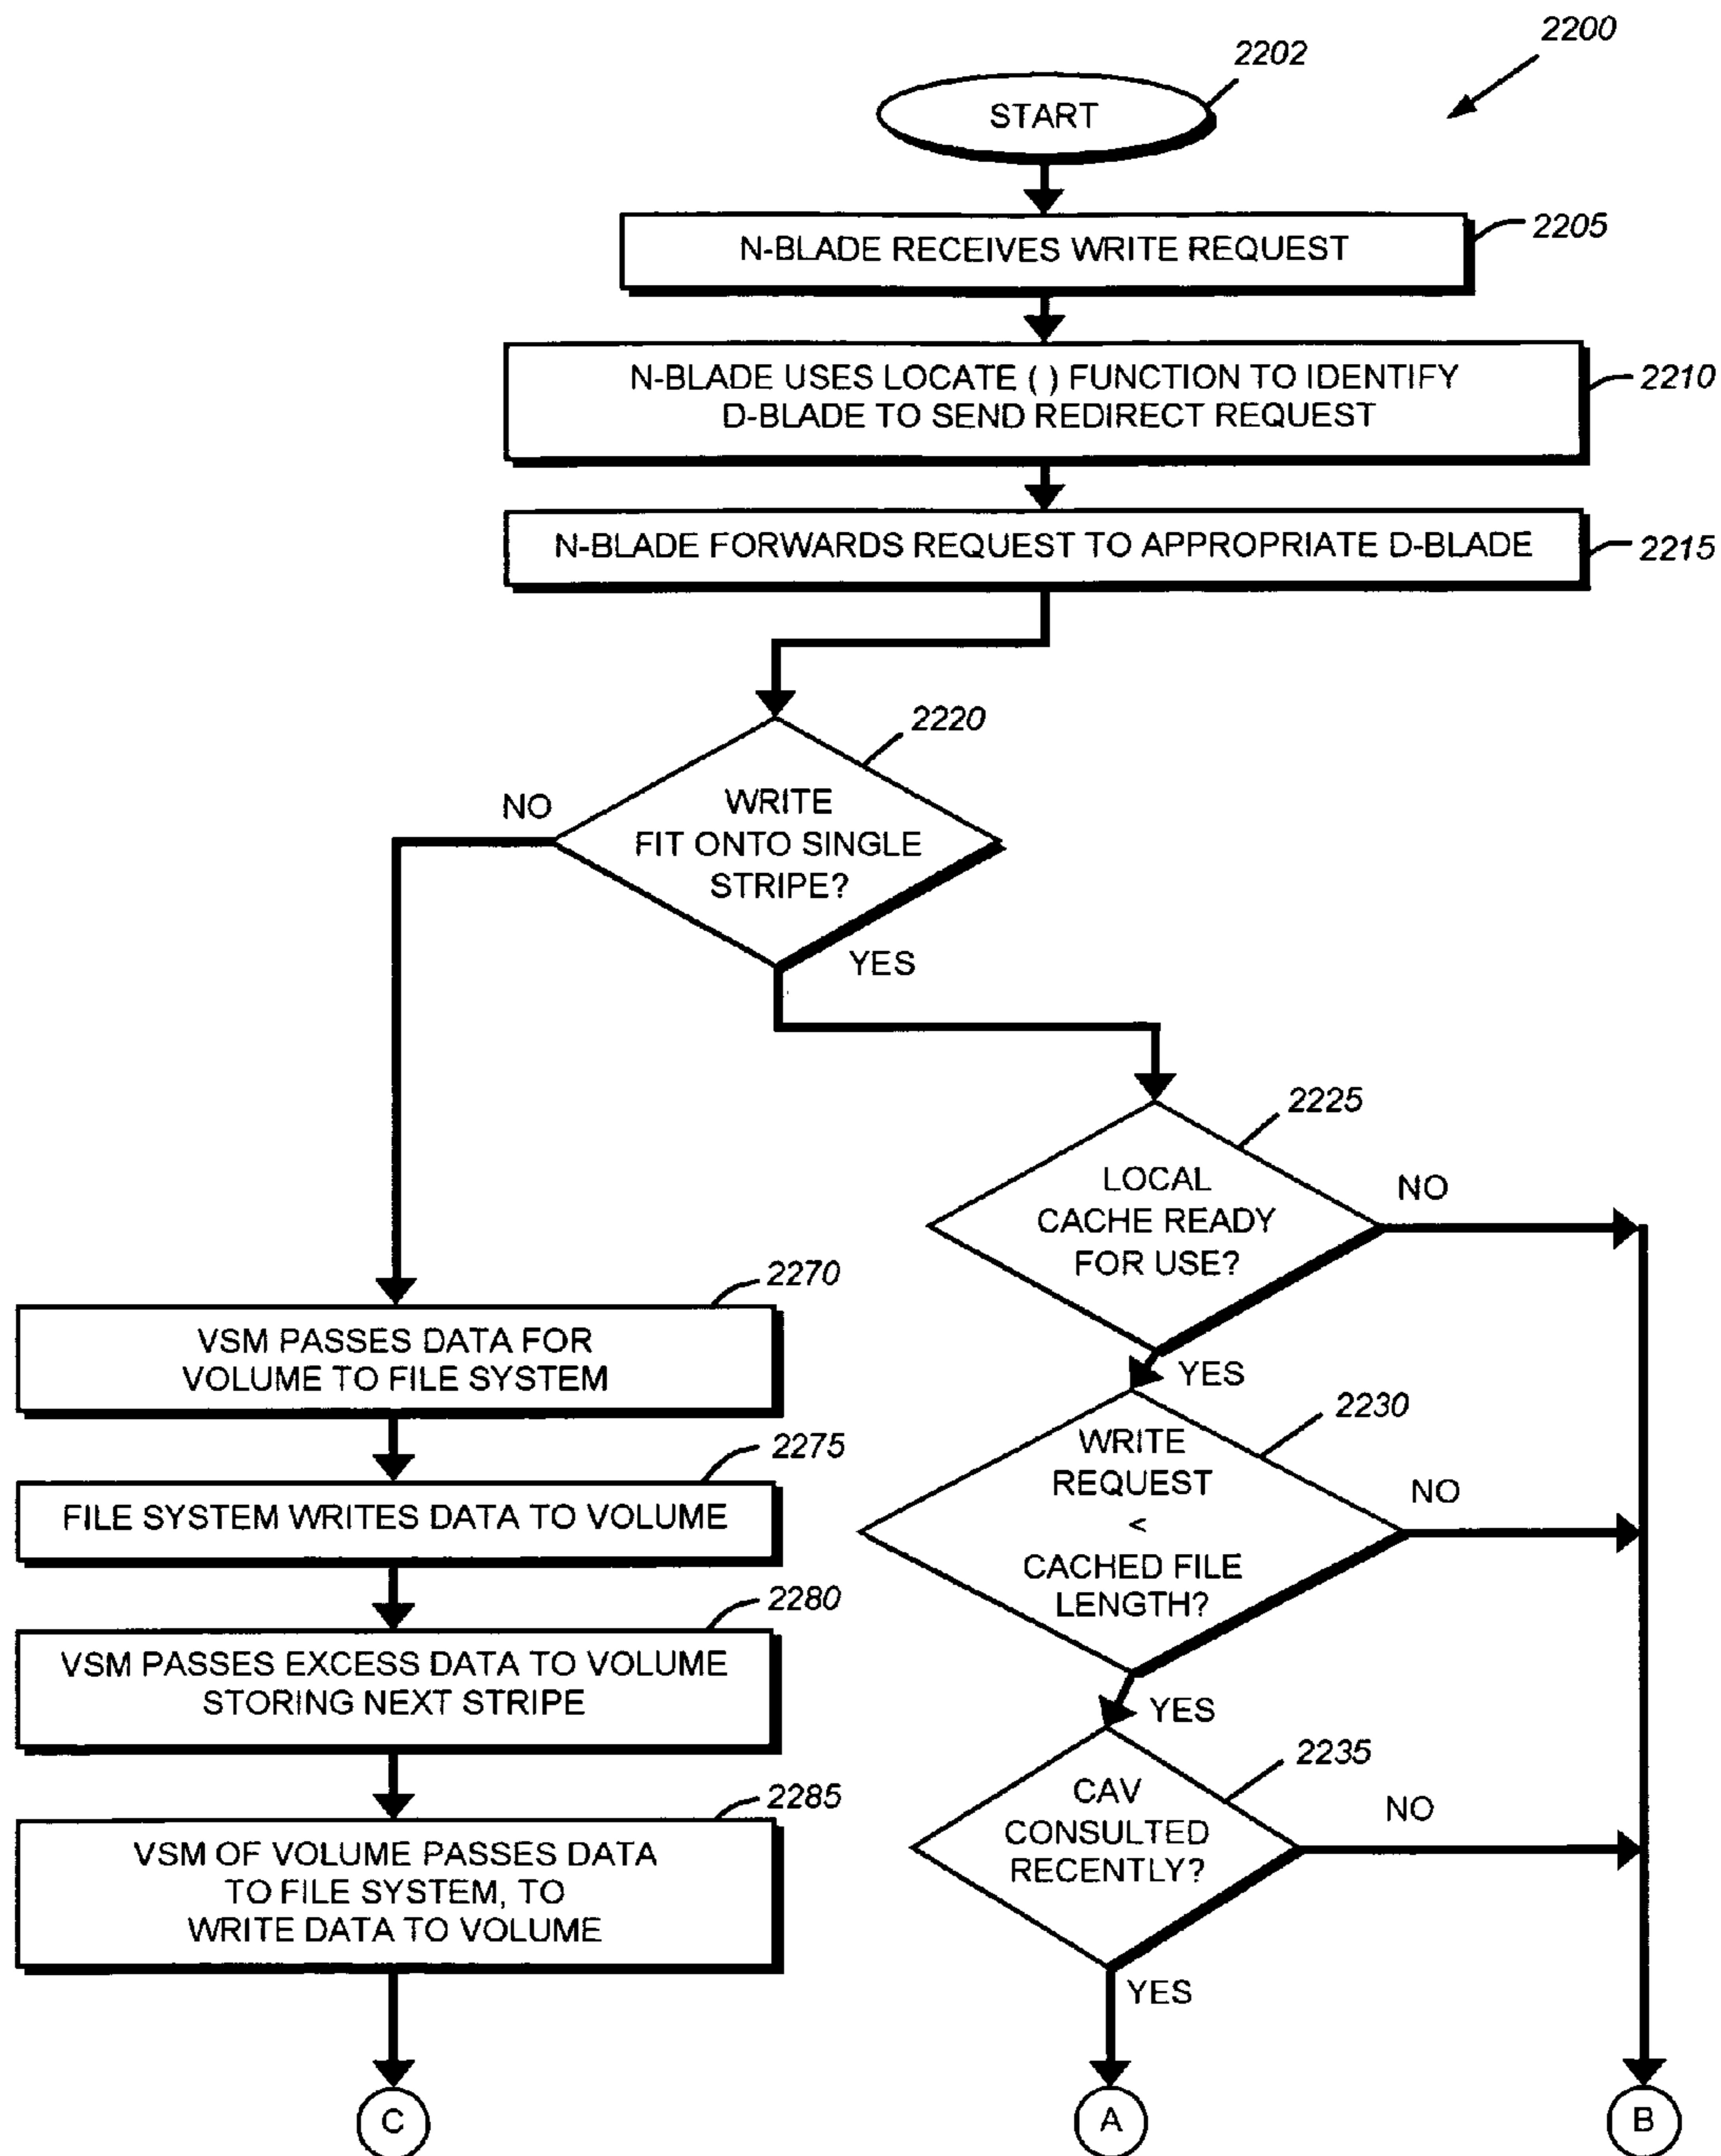 2200
2202
START
N-BLADE RECEIVES WRITE REQUEST
2205
N-BLADE USES LOCATE ( ) FUNCTION TO IDENTIFY
D-BLADE TO SEND REDIRECT REQUEST
2210
N-BLADE FORWARDS REQUEST TO APPROPRIATE D-BLADE
2215
2220
WRITE
FIT ONTO SINGLE
STRIPE?
NO
YES
2225
LOCAL
CACHE READY
FOR USE?
NO
YES
2230
WRITE
REQUEST
<
CACHED FILE
LENGTH?
NO
YES
2235
CAV
CONSULTED
RECENTLY?
NO
YES
2270
VSM PASSES DATA FOR
VOLUME TO FILE SYSTEM
2275
FILE SYSTEM WRITES DATA TO VOLUME
2280
VSM PASSES EXCESS DATA TO VOLUME
STORING NEXT STRIPE
2285
VSM OF VOLUME PASSES DATA
TO FILE SYSTEM, TO
WRITE DATA TO VOLUME
C
A
B